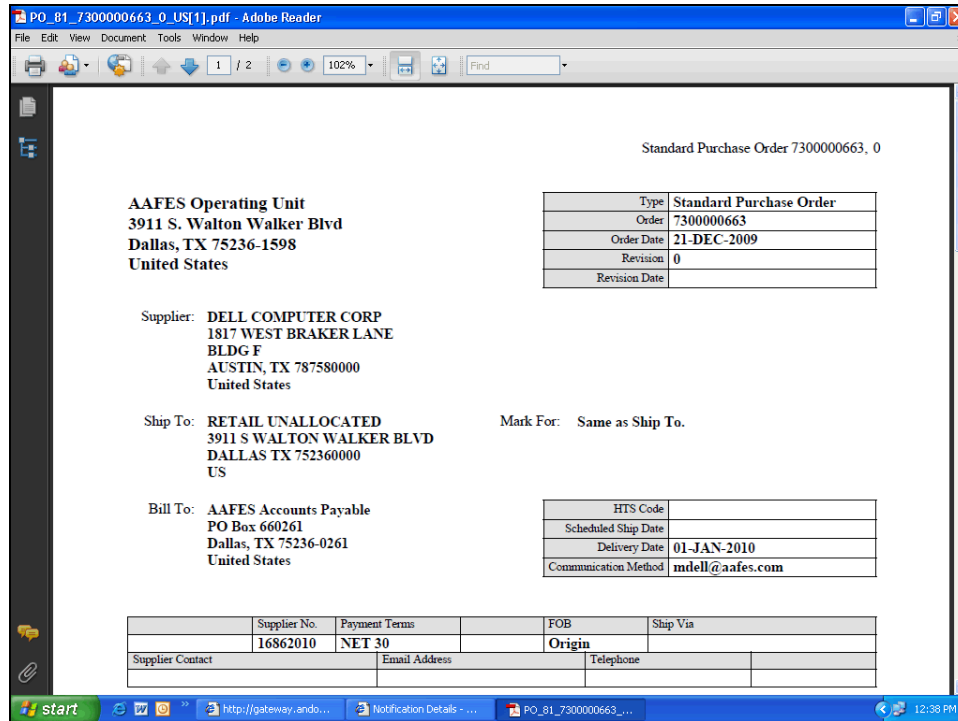 PO_81_7300000663_0_US[1].pdf - Adobe Reader
File Edit View Document Tools Window Help
1 / 2 102% Find
Standard Purchase Order 7300000663, 0
AAFES Operating Unit
3911 S. Walton Walker Blvd
Dallas, TX 75236-1598
United States
Type Standard Purchase Order
Order 7300000663
Order Date 21-DEC-2009
Revision 0
Revision Date
Supplier: DELL COMPUTER CORP
1817 WEST BRAKER LANE
BLDG F
AUSTIN, TX 787580000
United States
Ship To: RETAIL UNALLOCATED
3911 S WALTON WALKER BLVD
DALLAS TX 752360000
US
Mark For: Same as Ship To.
Bill To: AAFES Accounts Payable
PO Box 660261
Dallas, TX 75236-0261
United States
HTS Code
Scheduled Ship Date
Delivery Date 01-JAN-2010
Communication Method mdell@aafes.com
Supplier No. Payment Terms FOB Ship Via
16862010 NET 30 Origin
Supplier Contact Email Address Telephone
start http://gateway.ando... Notification Details - ... PO_81_7300000663_... 12:38 PM